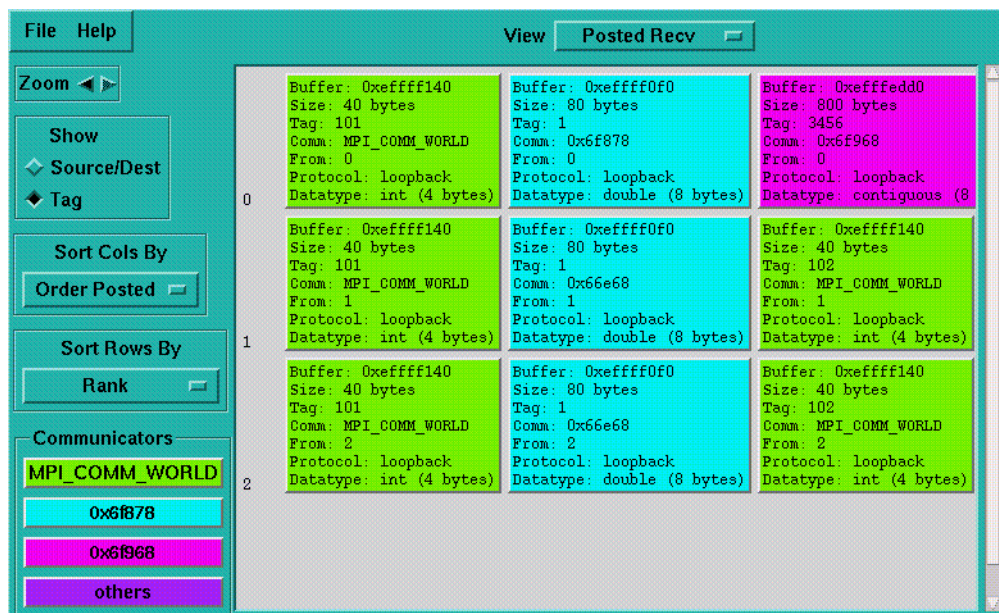 File Help
View Posted Recv
Zoom
Show
Source/Dest
Tag
Sort Cols By
Order Posted
Sort Rows By
Rank
Communicators
MPI_COMM_WORLD
0x6f878
0x6f968
others
0
Buffer: 0xeffff140
Size: 40 bytes
Tag: 101
Comm: MPI_COMM_WORLD
From: 0
Protocol: loopback
Datatype: int (4 bytes)
Buffer: 0xeffff0f0
Size: 80 bytes
Tag: 1
Comm: 0x6f878
From: 0
Protocol: loopback
Datatype: double (8 bytes)
Buffer: 0xefffedd0
Size: 800 bytes
Tag: 3456
Comm: 0x6f968
From: 0
Protocol: loopback
Datatype: contiguous (8
1
Buffer: 0xeffff140
Size: 40 bytes
Tag: 101
Comm: MPI_COMM_WORLD
From: 1
Protocol: loopback
Datatype: int (4 bytes)
Buffer: 0xeffff0f0
Size: 80 bytes
Tag: 1
Comm: 0x66e68
From: 1
Protocol: loopback
Datatype: double (8 bytes)
Buffer: 0xeffff140
Size: 40 bytes
Tag: 102
Comm: MPI_COMM_WORLD
From: 1
Protocol: loopback
Datatype: int (4 bytes)
2
Buffer: 0xeffff140
Size: 40 bytes
Tag: 101
Comm: MPI_COMM_WORLD
From: 2
Protocol: loopback
Datatype: int (4 bytes)
Buffer: 0xeffff0f0
Size: 80 bytes
Tag: 1
Comm: 0x66e68
From: 2
Protocol: loopback
Datatype: double (8 bytes)
Buffer: 0xeffff140
Size: 40 bytes
Tag: 102
Comm: MPI_COMM_WORLD
From: 2
Protocol: loopback
Datatype: int (4 bytes)